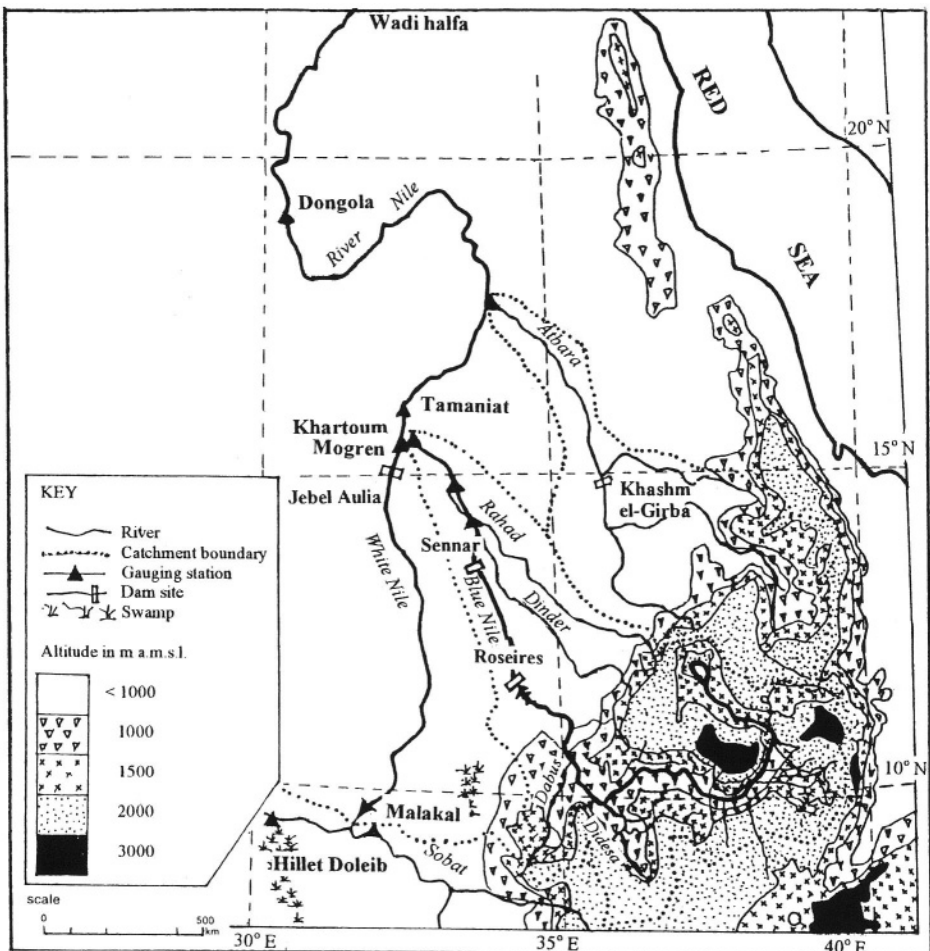 Wadi halfa
RED
SEA
20° N
Dongola
River
Nile
Atbara
Tamaniat
Khartoum
Mogren
15° N
Jebel Aulia
Khashm
el-Girba
Rahad
Sennar
White Nile
Blue Nile
Dinder
Roseires
10° N
Dabus
Malakal
Sobat
Hillet Doleib
KEY
River
Catchment boundary
Gauging station
Dam site
Swamp
Altitude in m a.m.s.l.
< 1000
1000
1500
2000
3000
scale
0
500
km
30° E
35° E
40° E